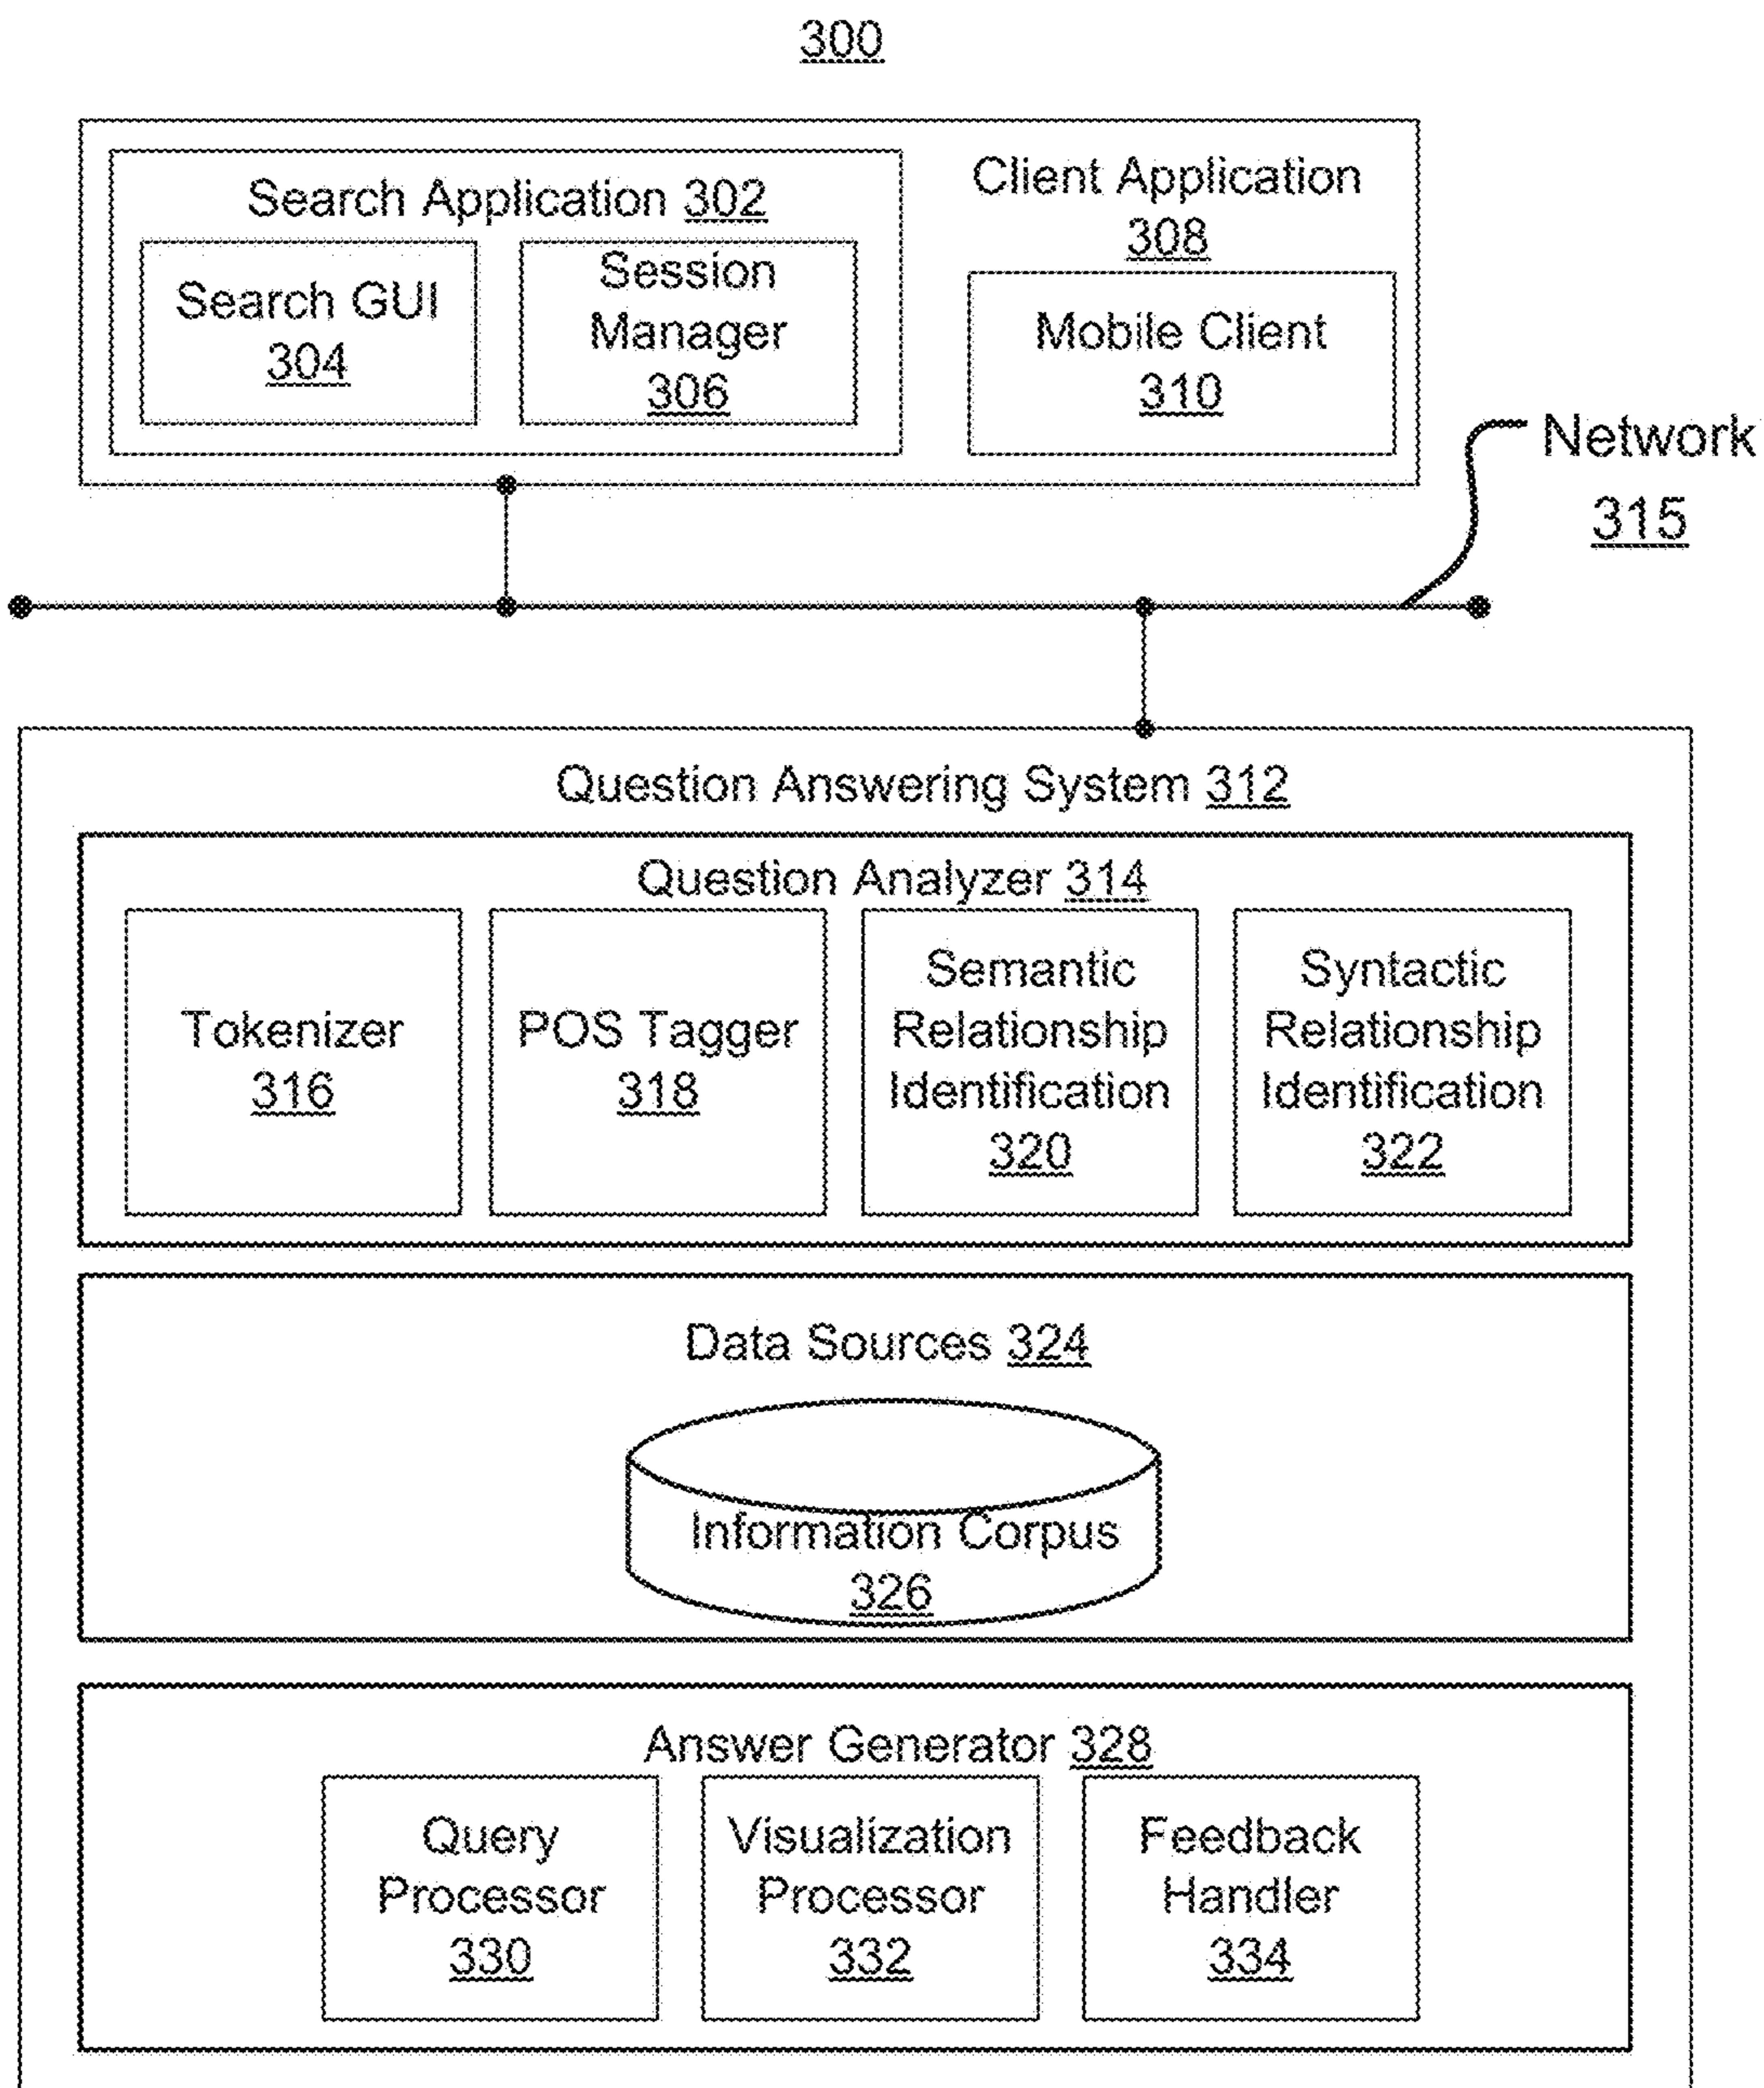 300
Search Application 302
Client Application
308
Search GUI
304
Session
Manager
306
Mobile Client
310
Network
315
Question Answering System 312
Question Analyzer 314
Tokenizer
316
POS Tagger
318
Semantic
Relationship
Identification
320
Syntactic
Relationship
Identification
322
Data Sources 324
Information Corpus
326
Answer Generator 328
Query
Processor
330
Visualization
Processor
332
Feedback
Handler
334